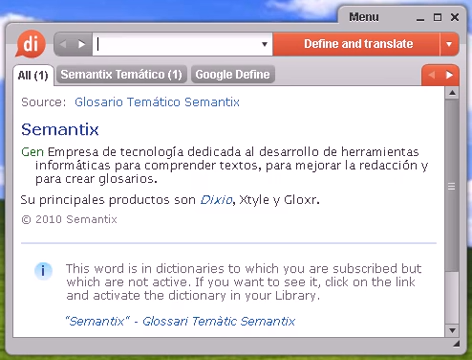 Menu
di
Define and translate
All (1)
Semantix Temático (1)
Google Define
Source: Glosario Temático Semantix
Semantix
Gen Empresa de tecnología dedicada al desarrollo de herramientas
informáticas para comprender textos, para mejorar la redacción y
para crear glosarios.
Su principales productos son Dixio, Xtyle y Gloxr.
© 2010 Semantix
i
This word is in dictionaries to which you are subscribed but
which are not active. If you want to see it, click on the link
and activate the dictionary in your Library.
"Semantix" - Glossari Temàtic Semantix